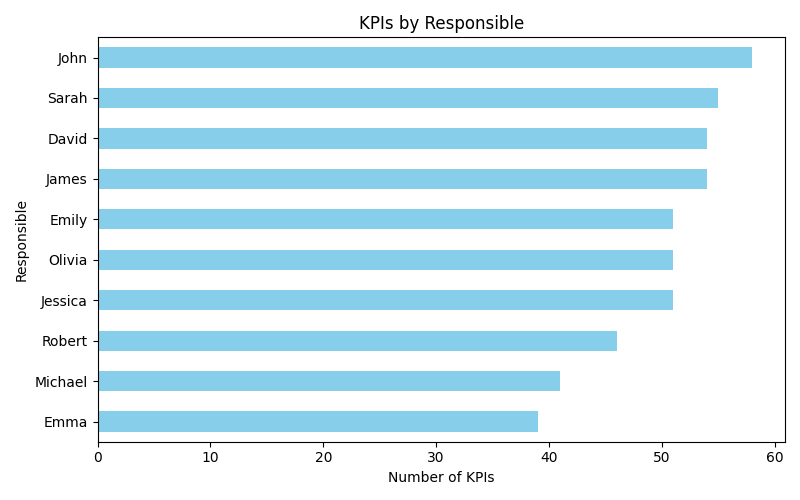 KPIs by Responsible
Responsible
John
Sarah
David
James
Emily
Olivia
Jessica
Robert
Michael
Emma
0 10 20 30 40 50 60
Number of KPIs